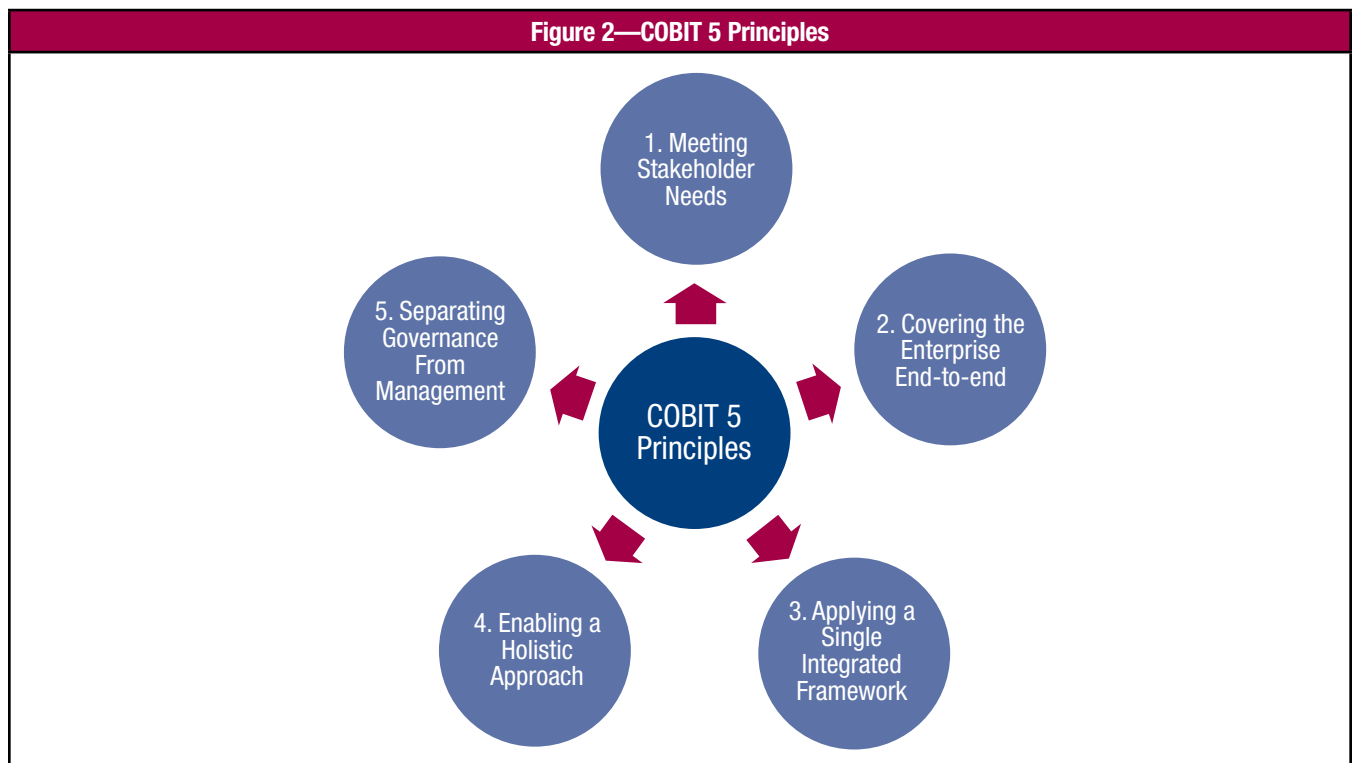 Figure 2—COBIT 5 Principles
1. Meeting
Stakeholder
Needs
2. Covering the
Enterprise
End-to-end
3. Applying a
Single
Integrated
Framework
4. Enabling a
Holistic
Approach
5. Separating
Governance
From
Management
COBIT 5
Principles